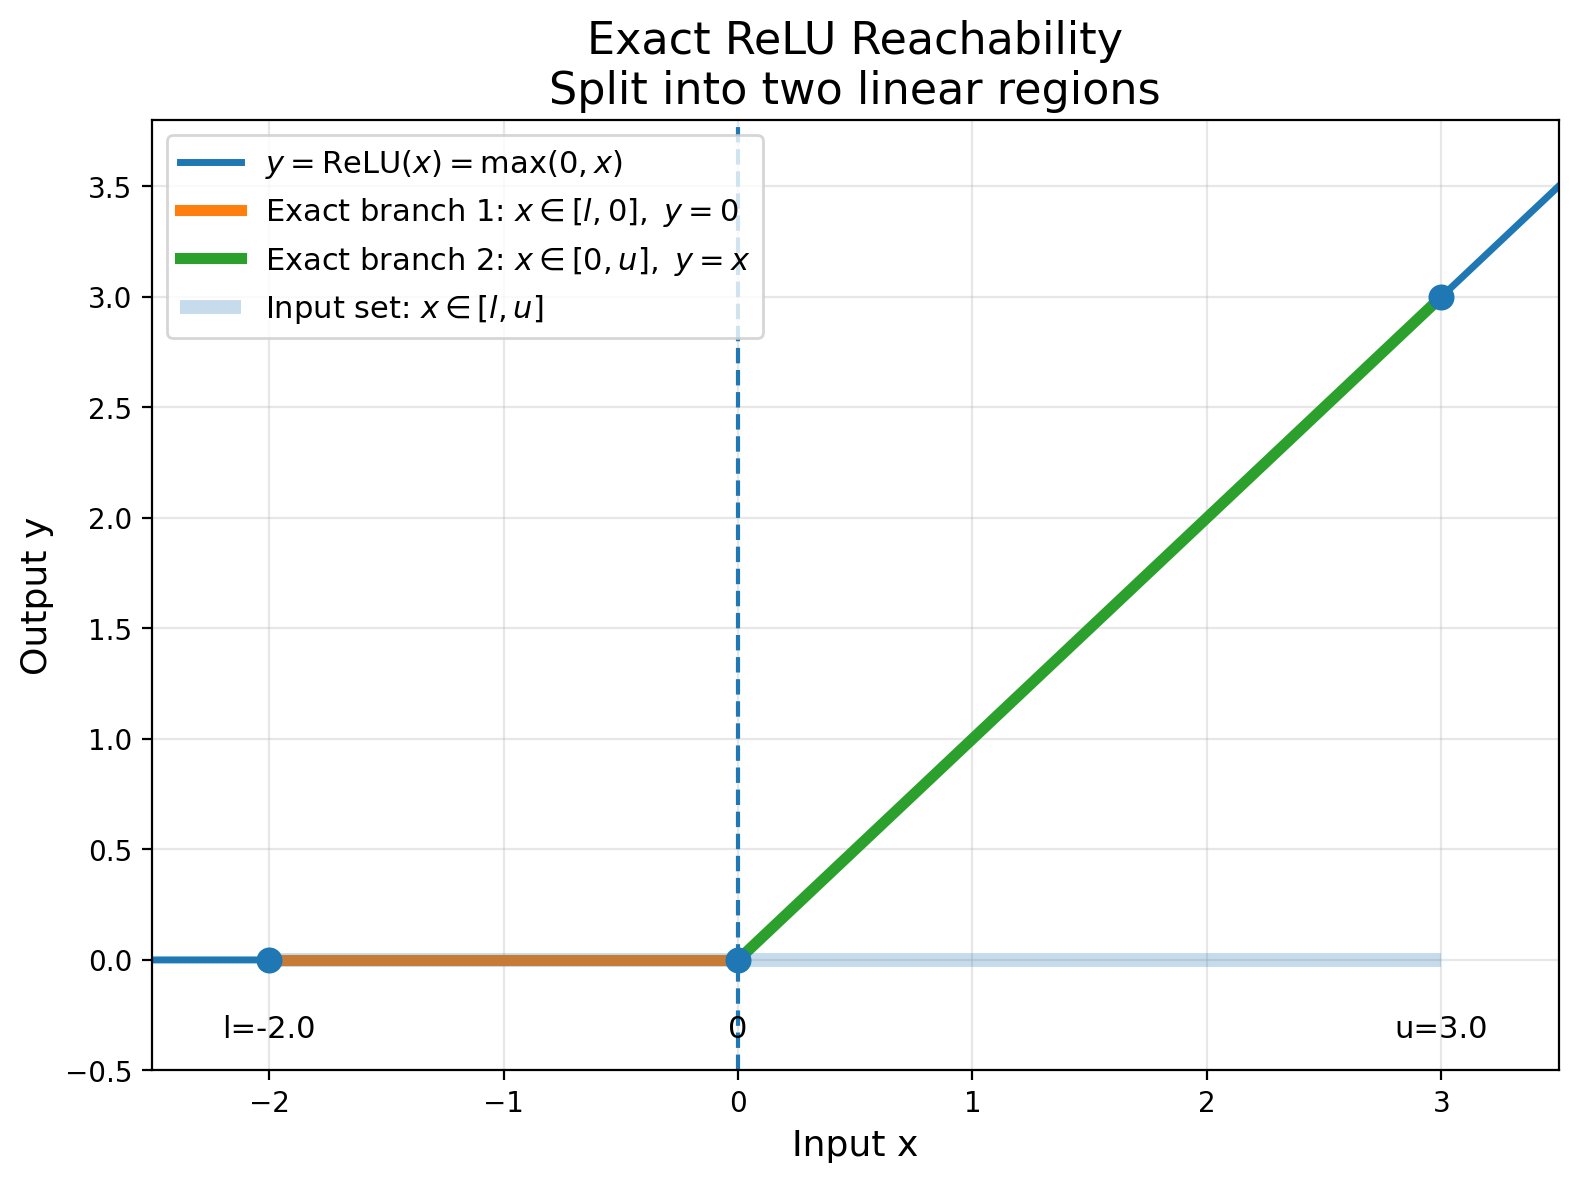 Exact ReLU Reachability
Split into two linear regions
y = ReLU(x) = max(0, x)
Exact branch 1: x ∈ [l, 0], y = 0
Exact branch 2: x ∈ [0, u], y = x
Input set: x ∈ [l, u]
3.5
3.0
2.5
2.0
1.5
1.0
0.5
0.0
−0.5
Output y
l=-2.0
0
u=3.0
−2
−1
0
1
2
3
Input x